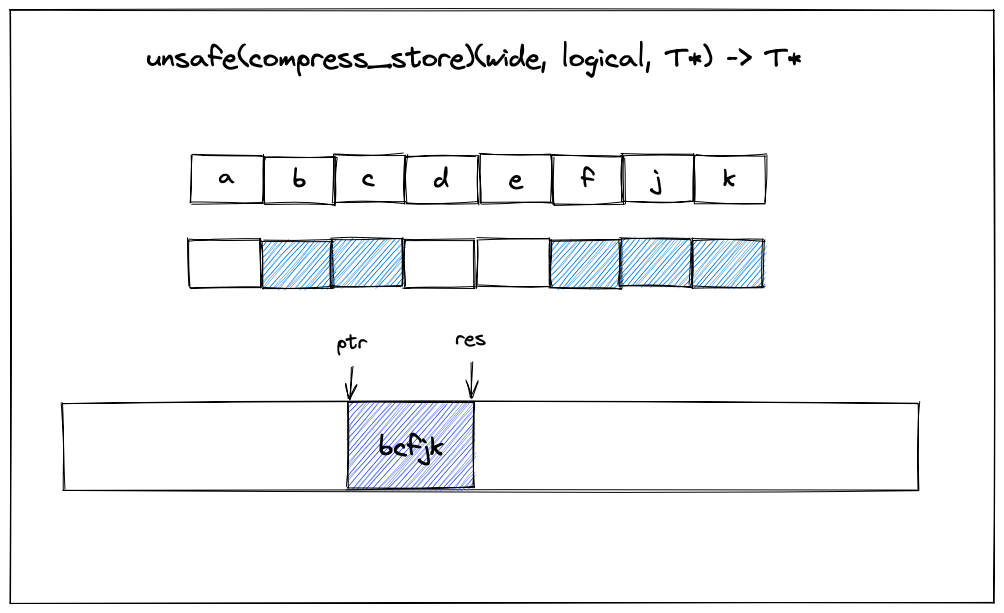 unsafe(compress_store)(wide, logical, T*) -> T*
a b c d e f j k
ptr res
bcfjk